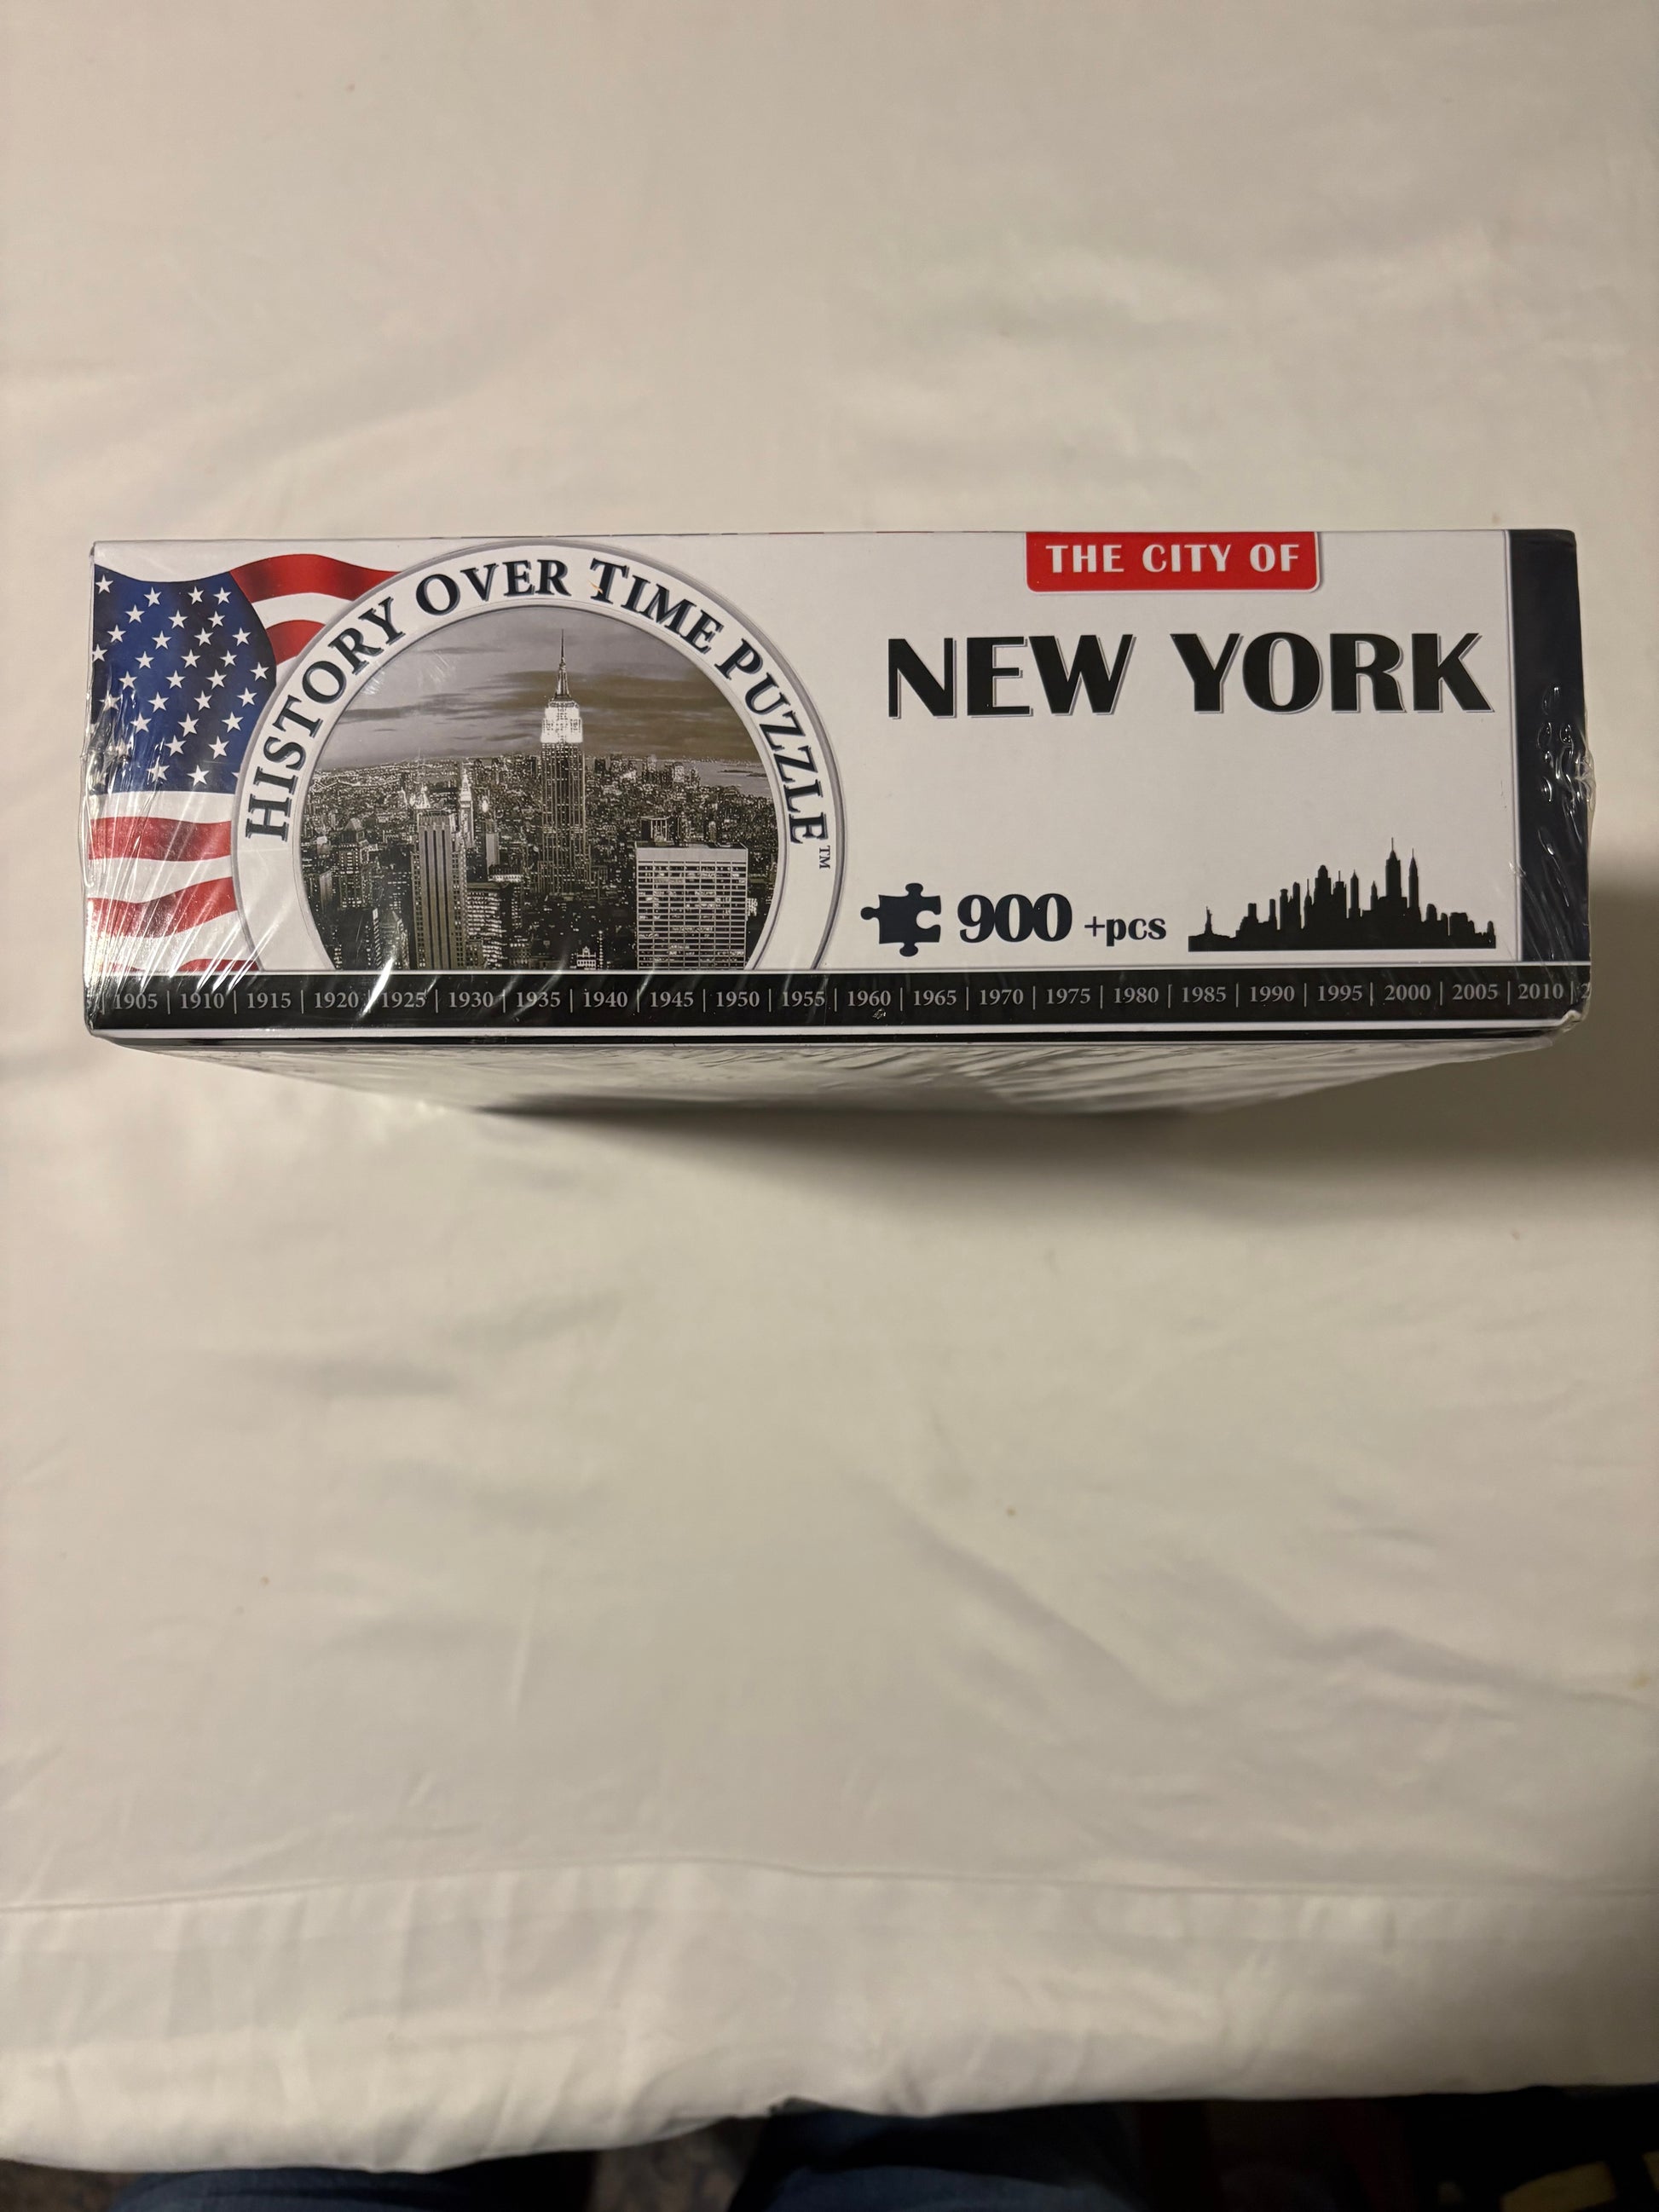 HISTORY OVER TIME PUZZLE™
THE CITY OF
NEW YORK
900 +pcs
| 1905 | 1910 | 1915 | 1920 | 1925 | 1930 | 1935 | 1940 | 1945 | 1950 | 1955 | 1960 | 1965 | 1970 | 1975 | 1980 | 1985 | 1990 | 1995 | 2000 | 2005 | 2010 | 2